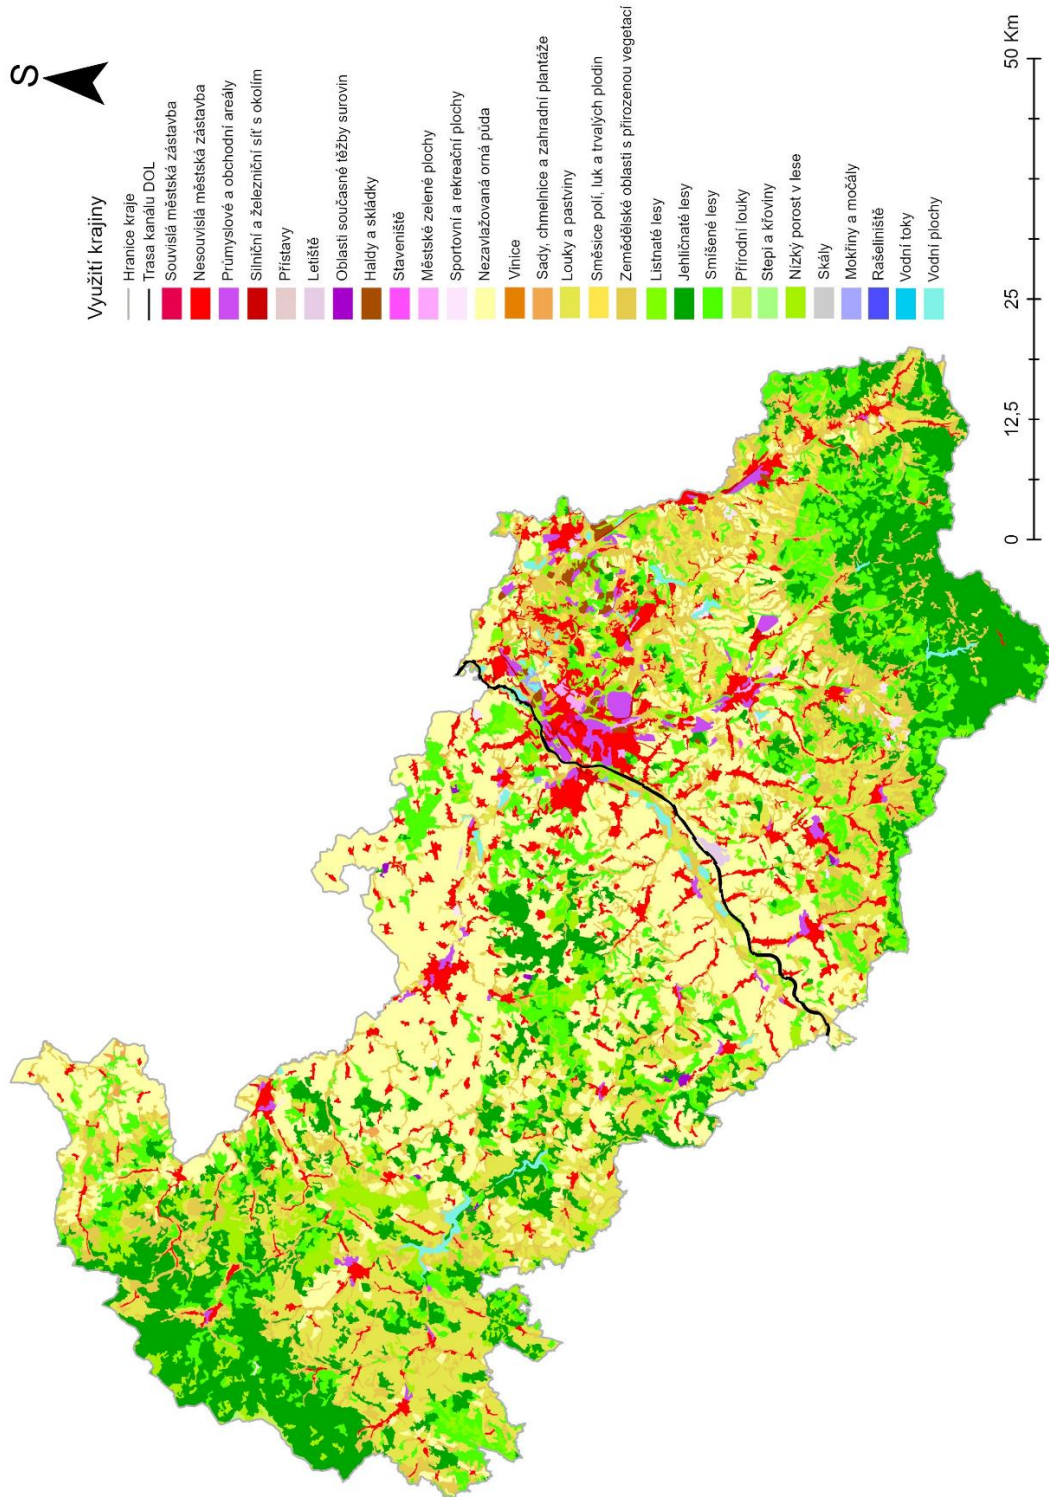 S
Využití krajiny
Hranice kraje
Trasa kanálu DOL
Souvislá městská zástavba
Nesouvislá městská zástavba
Průmyslové a obchodní areály
Silniční a železniční síť s okolím
Přístavy
Letiště
Oblasti současné těžby surovin
Haldy a skládky
Staveniště
Městské zelené plochy
Sportovní a rekreační plochy
Nezavlažovaná orná půda
Vinice
Sady, chmelnice a zahradní plantáže
Louky a pastviny
Směsice polí, luk a trvalých plodin
Zemědělské oblasti s přirozenou vegetací
Listnaté lesy
Jehličnaté lesy
Smíšené lesy
Přírodní louky
Stepi a křoviny
Nízký porost v lese
Skály
Mokřiny a močály
Rašeliniště
Vodní toky
Vodní plochy
0 12,5 25 50 Km